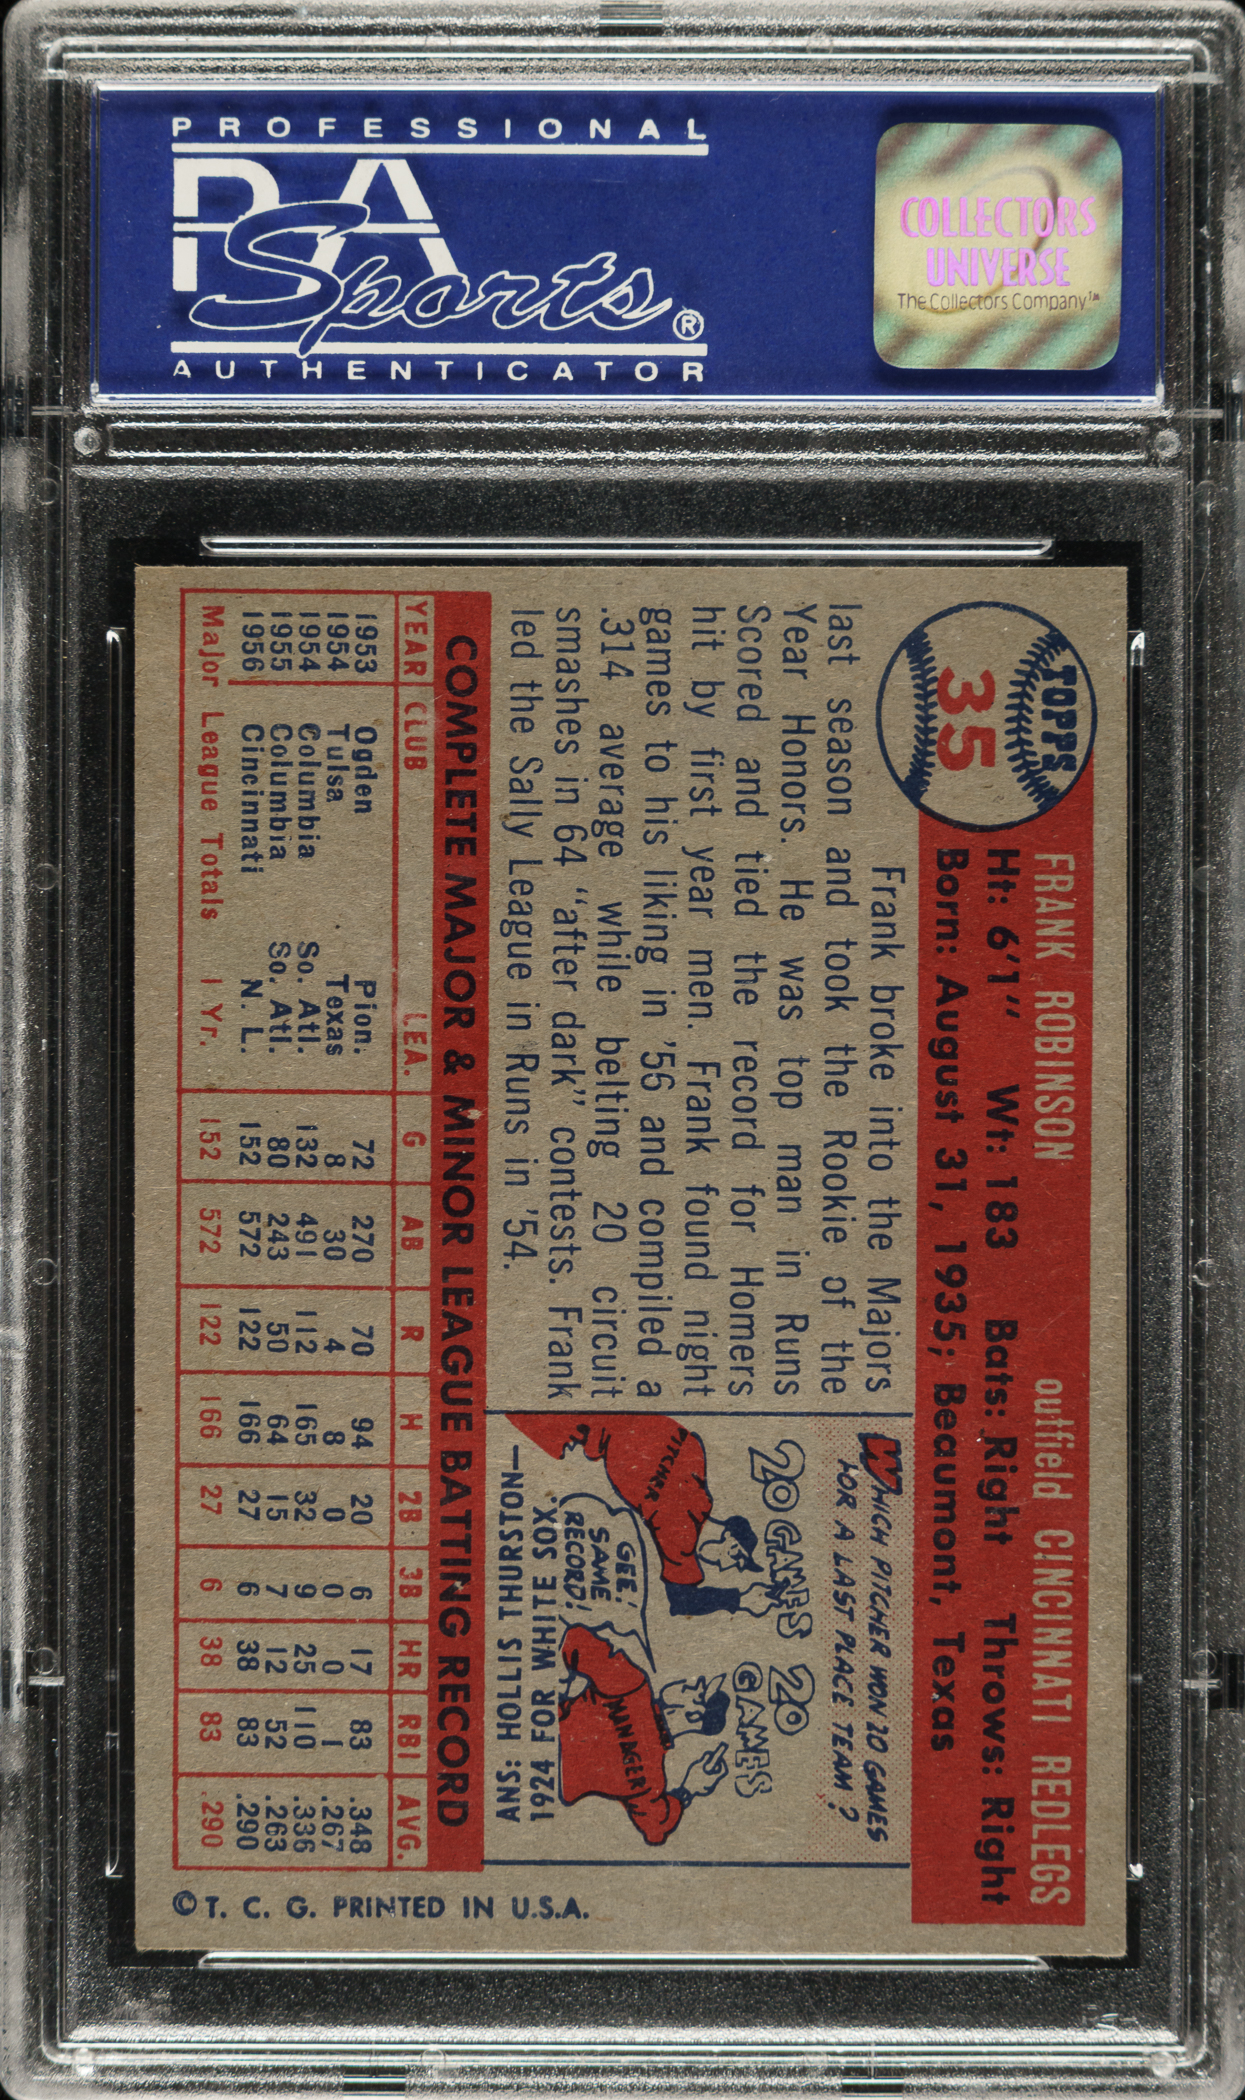 PROFESSIONAL
PSA
Sports®
AUTHENTICATOR
COLLECTORS
UNIVERSE
The Collectors Company™
TOPPS
35
FRANK ROBINSON outfield CINCINNATI REDLEGS
Ht: 6'1" Wt: 183 Bats: Right Throws: Right
Born: August 31, 1935; Beaumont, Texas
Frank broke into the Majors
last season and took the Rookie of the
Year Honors. He was top man in Runs
Scored and tied the record for Homers
hit by first year men. Frank found night
games to his liking in '56 and compiled a
.314 average while belting 20 circuit
smashes in 64 "after dark" contests. Frank
led the Sally League in Runs in '54.
WHICH PITCHER WON 20 GAMES
FOR A LAST PLACE TEAM?
20 GAMES
20 GAMES
PITCHER
GEE! SAME RECORD!
MANAGER
ANS: HOLLIS THURSTON—
1924 FOR WHITE SOX.
COMPLETE MAJOR & MINOR LEAGUE BATTING RECORD
YEAR CLUB LEA. G AB R H 2B 3B HR RBI AVG.
1953 Ogden Pion. 72 270 70 94 20 6 17 83 .348
1954 Tulsa Texas 8 30 4 8 0 0 0 1 .267
1954 Columbia So. Atl. 132 491 112 165 32 9 25 110 .336
1955 Columbia So. Atl. 80 243 50 64 15 7 12 52 .263
1956 Cincinnati N. L. 152 572 122 166 27 6 38 83 .290
Major League Totals 1 Yr. 152 572 122 166 27 6 38 83 .290
© T. C. G. PRINTED IN U.S.A.